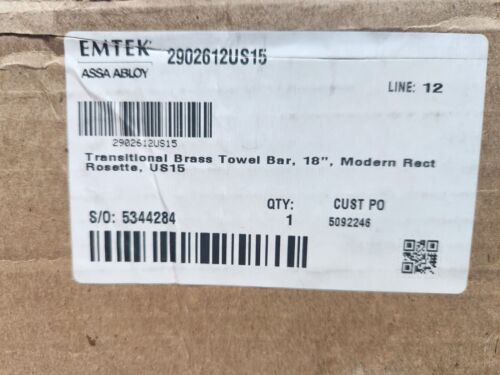 EMTEK
ASSA ABLOY
2902612US15
LINE: 12
2902612US15
Transitional Brass Towel Bar, 18", Modern Rect
Rosette, US15
S/O: 5344284
QTY:
1
CUST PO
5092246